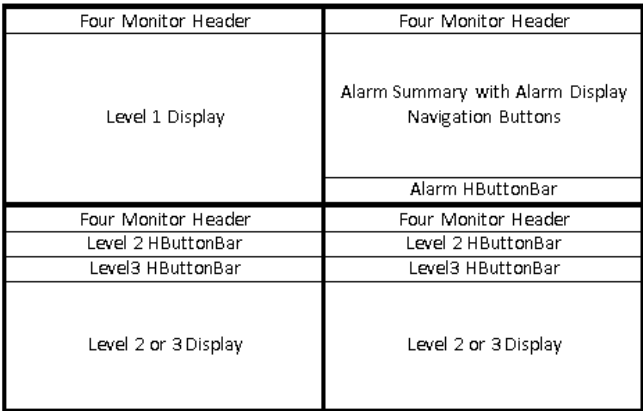 Four Monitor Header
Level 1 Display
Four Monitor Header
Alarm Summary with Alarm Display
Navigation Buttons
Alarm HButtonBar
Four Monitor Header
Level 2 HButtonBar
Level3 HButtonBar
Level 2 or 3 Display
Four Monitor Header
Level 2 HButtonBar
Level3 HButtonBar
Level 2 or 3 Display